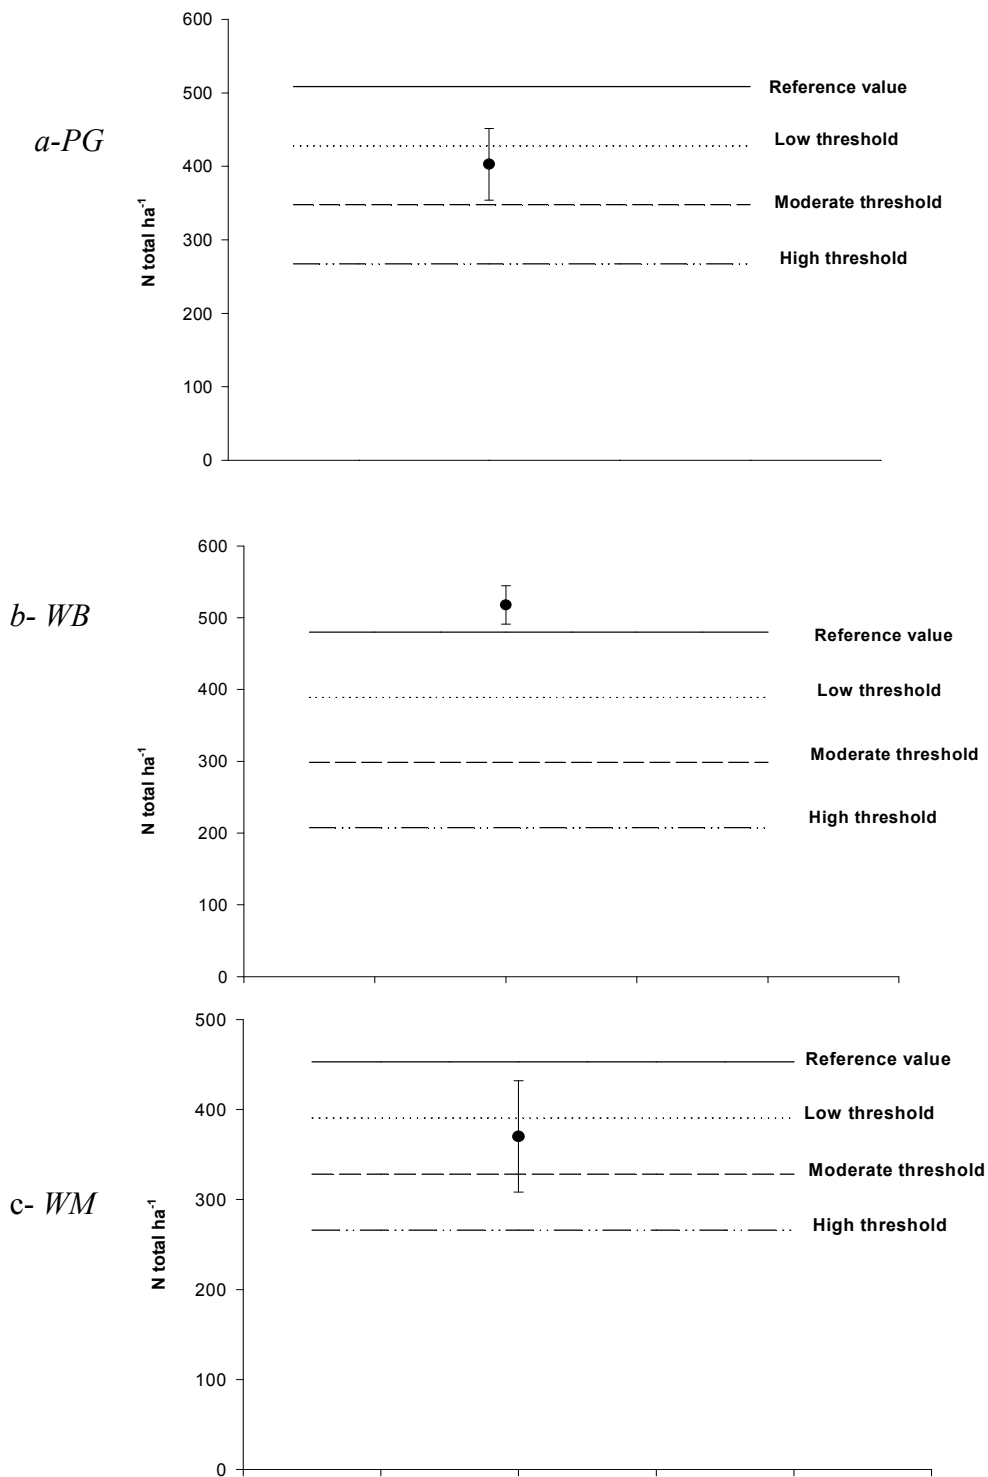 a-PG
N total ha-1
600
500
400
300
200
100
0
Reference value
Low threshold
Moderate threshold
High threshold
b- WB
N total ha-1
600
500
400
300
200
100
0
Reference value
Low threshold
Moderate threshold
High threshold
c- WM
N total ha-1
500
400
300
200
100
0
Reference value
Low threshold
Moderate threshold
High threshold